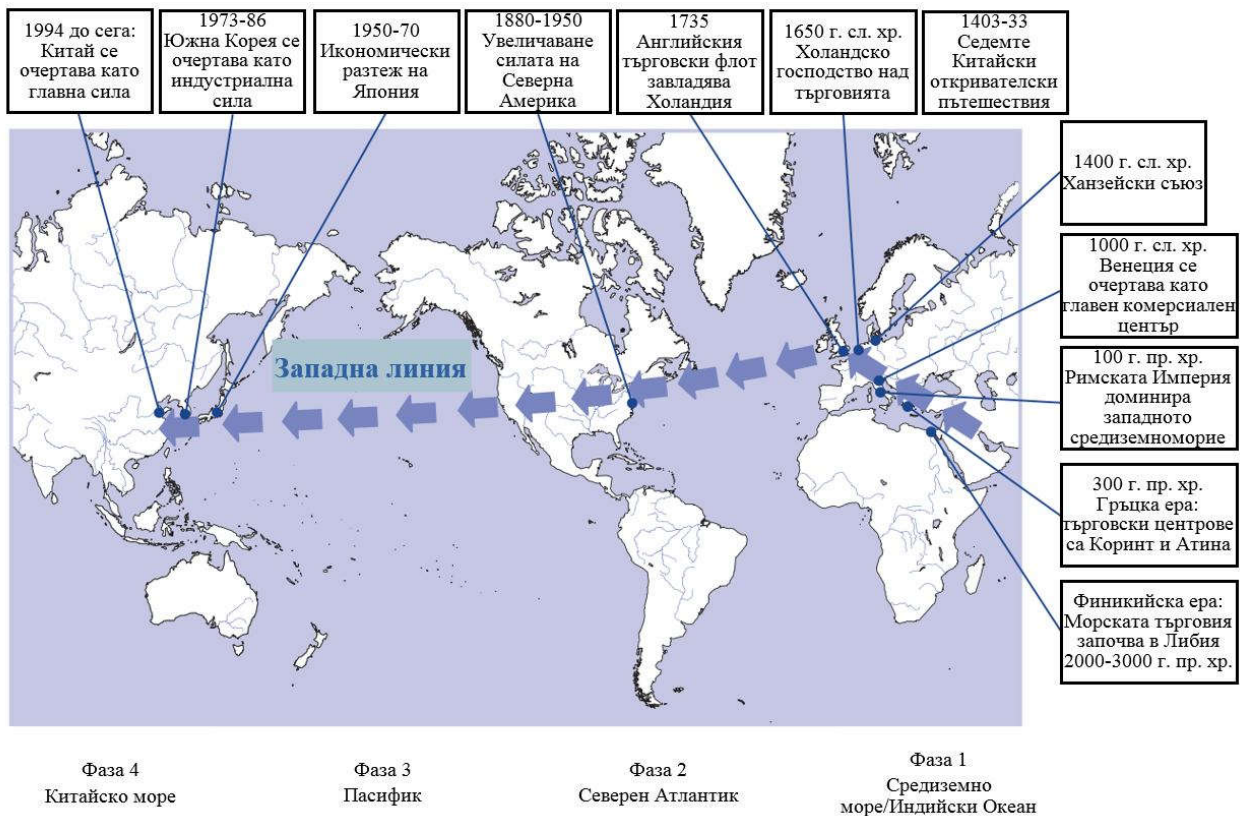 1994 до сега:
Китай се
очертава като
главна сила
1973-86
Южна Корея се
очертава като
индустриална
сила
1950-70
Икономически
разтеж на
Япония
1880-1950
Увеличаване
силата на
Северна
Америка
1735
Английския
търговски флот
завладява
Холандия
1650 г. сл. хр.
Холандско
господство над
търговията
1403-33
Седемте
Китайски
откривателски
пътешествия
1400 г. сл. хр.
Ханзейски съюз
1000 г. сл. хр.
Венеция се
очертава като
главен комерсиален
център
100 г. пр. хр.
Римската Империя
доминира
западното
средиземноморие
300 г. пр. хр.
Гръцка ера:
търговски центрове
са Коринт и Атина
Финикийска ера:
Морската търговия
започва в Либия
2000-3000 г. пр. хр.
Западна линия
Фаза 4
Китайско море
Фаза 3
Пасифик
Фаза 2
Северен Атлантик
Фаза 1
Средиземно
море/Индийски Океан